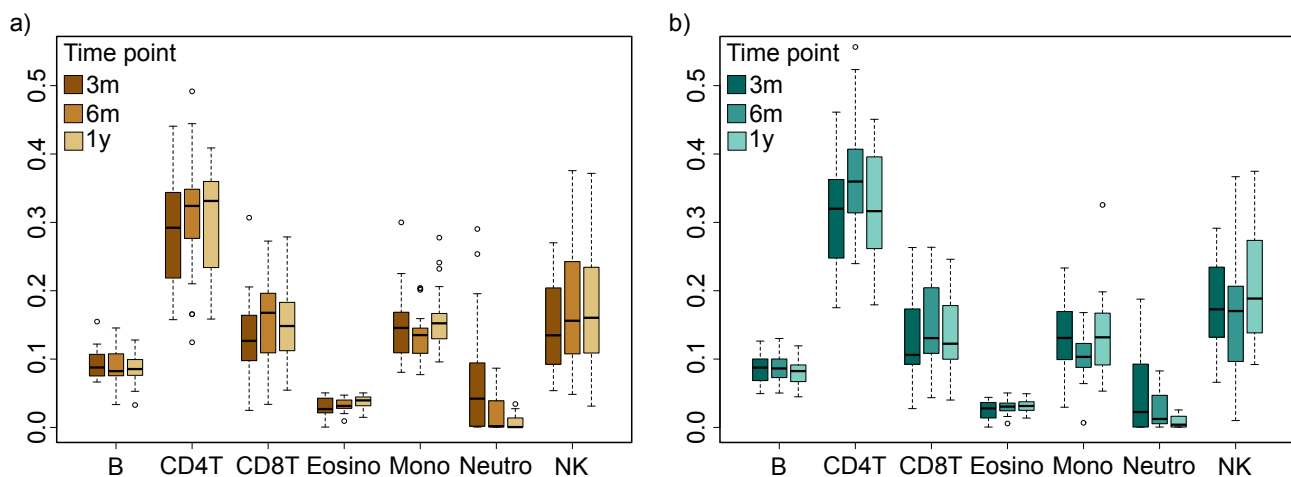 a)
Time point
3m
6m
1y
0.5
0.4
0.3
0.2
0.1
0.0
B CD4T CD8T Eosino Mono Neutro NK
b)
Time point
3m
6m
1y
0.5
0.4
0.3
0.2
0.1
0.0
B CD4T CD8T Eosino Mono Neutro NK